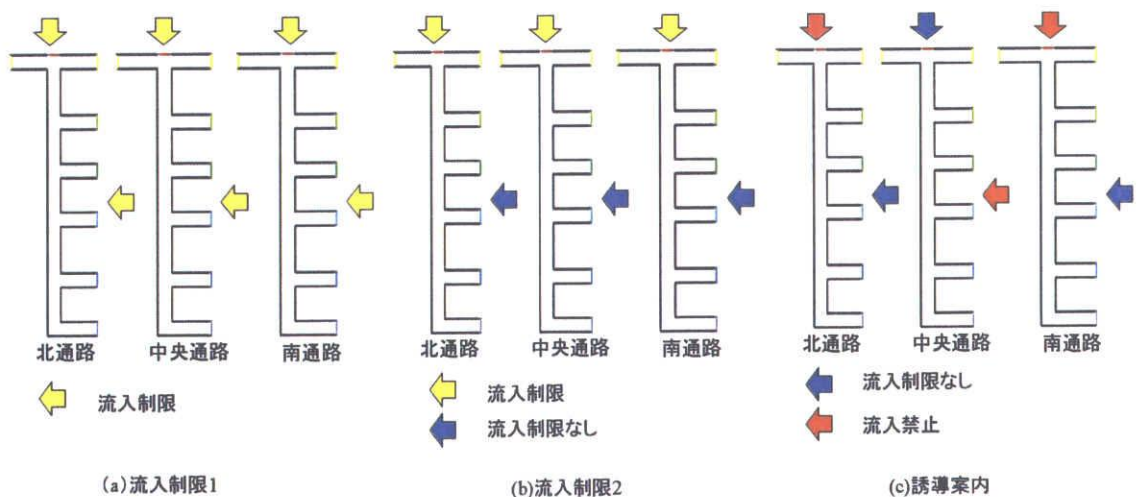 北通路 中央通路 南通路
流入制限
(a)流入制限1
北通路 中央通路 南通路
流入制限
流入制限なし
(b)流入制限2
北通路 中央通路 南通路
流入制限なし
流入禁止
(c)誘導案内